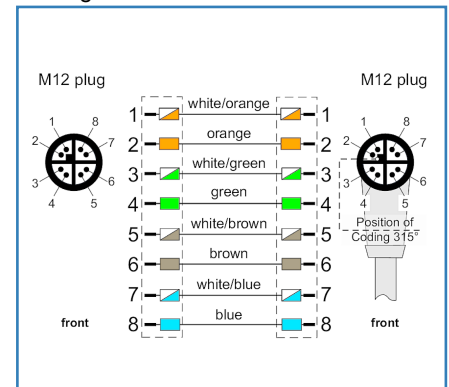 M12 plug
M12 plug
1 8
2 7
3 6
4 5
1 white/orange 1
2 orange 2
3 white/green 3
4 green 4
5 white/brown 5
6 brown 6
7 white/blue 7
8 blue 8
1 8
2 7
3 6
4 5
Position of
Coding 315°
front
front